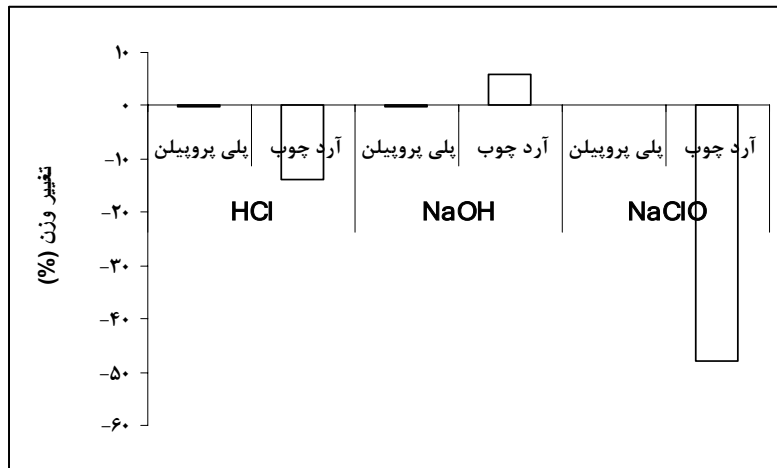 ۱۰
۰
-۱۰
-۲۰
-۳۰
-۴۰
-۵۰
-۶۰
تغییر وزن (%)
پلی پروپیلن
آرد چوب
پلی پروپیلن
آرد چوب
پلی پروپیلن
آرد چوب
HCl
NaOH
NaClO